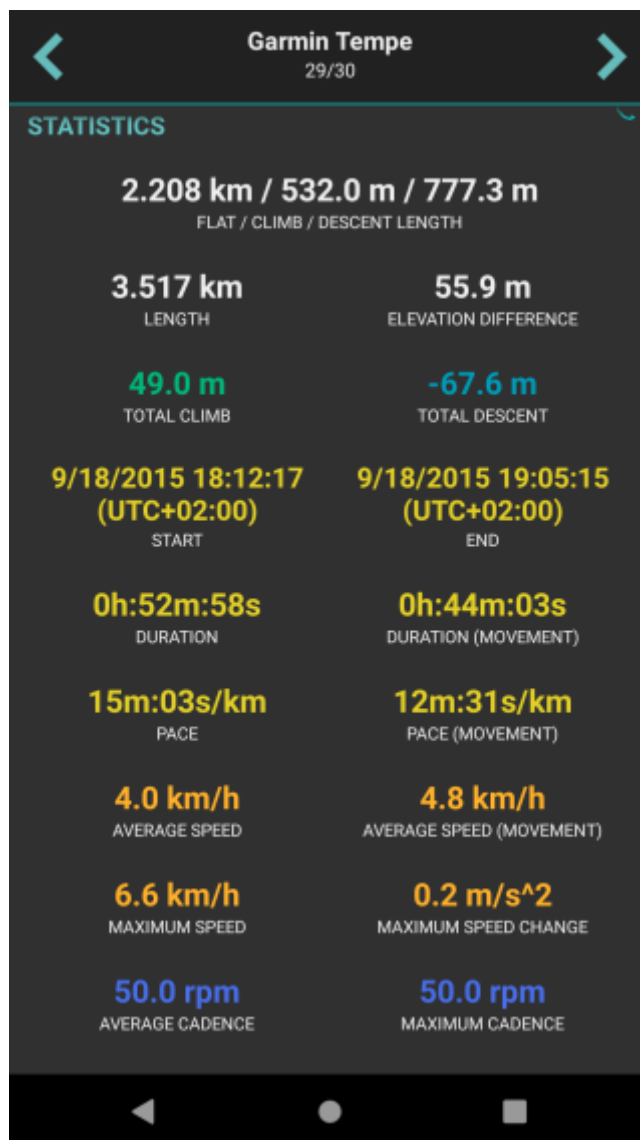 Garmin Tempe
29/30
STATISTICS
2.208 km / 532.0 m / 777.3 m
FLAT / CLIMB / DESCENT LENGTH
3.517 km 55.9 m
LENGTH ELEVATION DIFFERENCE
49.0 m -67.6 m
TOTAL CLIMB TOTAL DESCENT
9/18/2015 18:12:17 9/18/2015 19:05:15
(UTC+02:00) (UTC+02:00)
START END
0h:52m:58s 0h:44m:03s
DURATION DURATION (MOVEMENT)
15m:03s/km 12m:31s/km
PACE PACE (MOVEMENT)
4.0 km/h 4.8 km/h
AVERAGE SPEED AVERAGE SPEED (MOVEMENT)
6.6 km/h 0.2 m/s^2
MAXIMUM SPEED MAXIMUM SPEED CHANGE
50.0 rpm 50.0 rpm
AVERAGE CADENCE MAXIMUM CADENCE